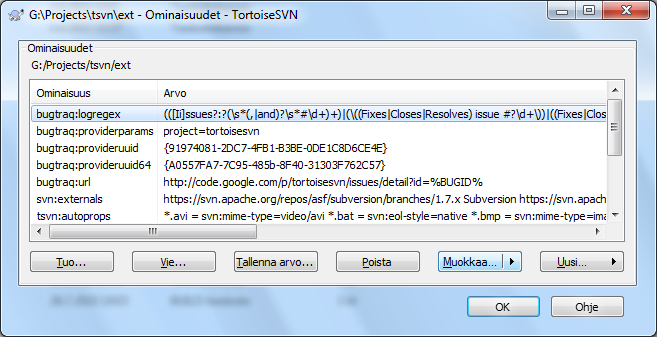 G:\Projects\tsvn\ext - Ominaisuudet - TortoiseSVN
Ominaisuudet
G:/Projects/tsvn/ext
Ominaisuus Arvo
bugtraq:logregex (([Ii]ssues?:?(\s*(,|and)?\s*#\d+)+)|(\((Fixes|Closes|Resolves) issue #?\d+\))|((Fixes|Clos
bugtraq:providerparams project=tortoisesvn
bugtraq:provideruuid {91974081-2DC7-4FB1-B3BE-0DE1C8D6CE4E}
bugtraq:provideruuid64 {A0557FA7-7C95-485b-8F40-31303F762C57}
bugtraq:url http://code.google.com/p/tortoisesvn/issues/detail?id=%BUGID%
svn:externals https://svn.apache.org/repos/asf/subversion/branches/1.7.x Subversion https://svn.apach
tsvn:autoprops *.avi = svn:mime-type=video/avi *.bat = svn:eol-style=native *.bmp = svn:mime-type=ima
Tuo... Vie... Tallenna arvo... Poista Muokkaa... Uusi...
OK Ohje